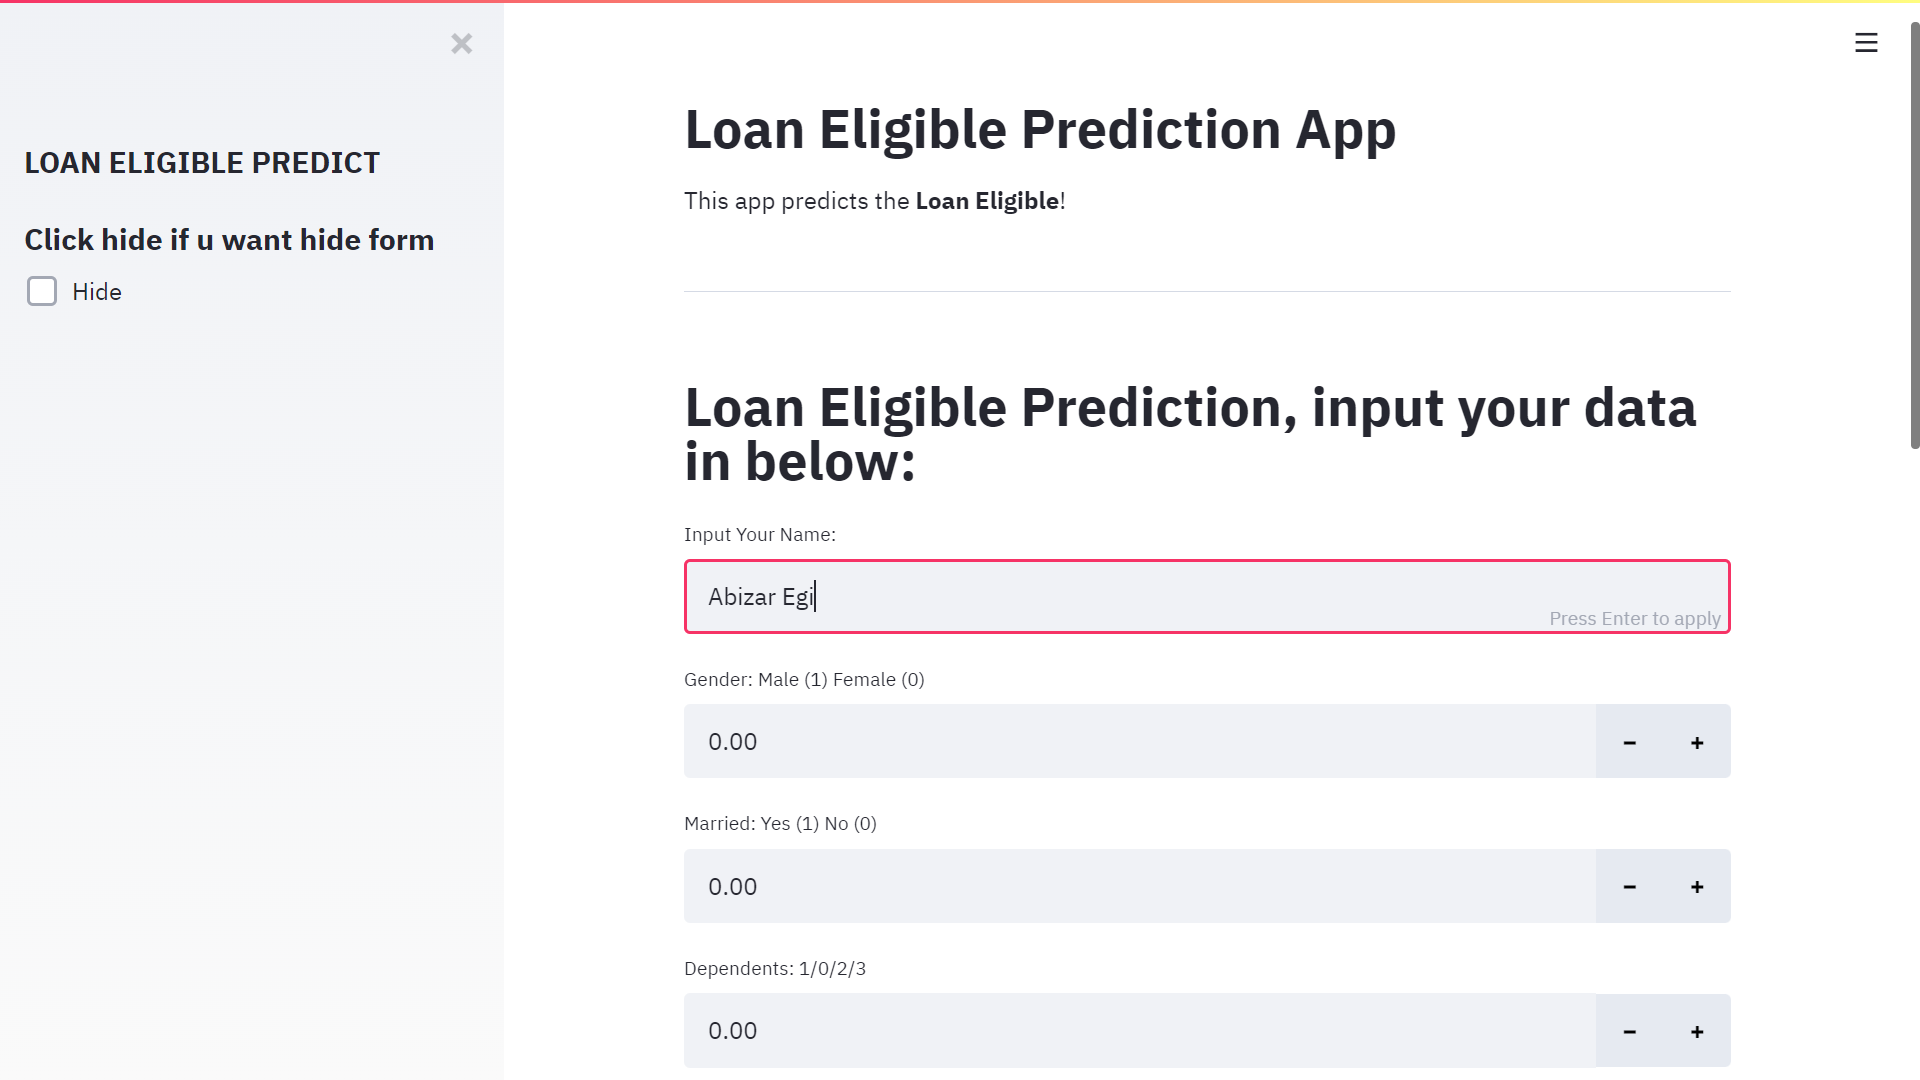 LOAN ELIGIBLE PREDICT
Click hide if u want hide form
Hide
Loan Eligible Prediction App
This app predicts the Loan Eligible!
Loan Eligible Prediction, input your data
in below:
Input Your Name:
Abizar Egi
Press Enter to apply
Gender: Male (1) Female (0)
0.00
Married: Yes (1) No (0)
0.00
Dependents: 1/0/2/3
0.00